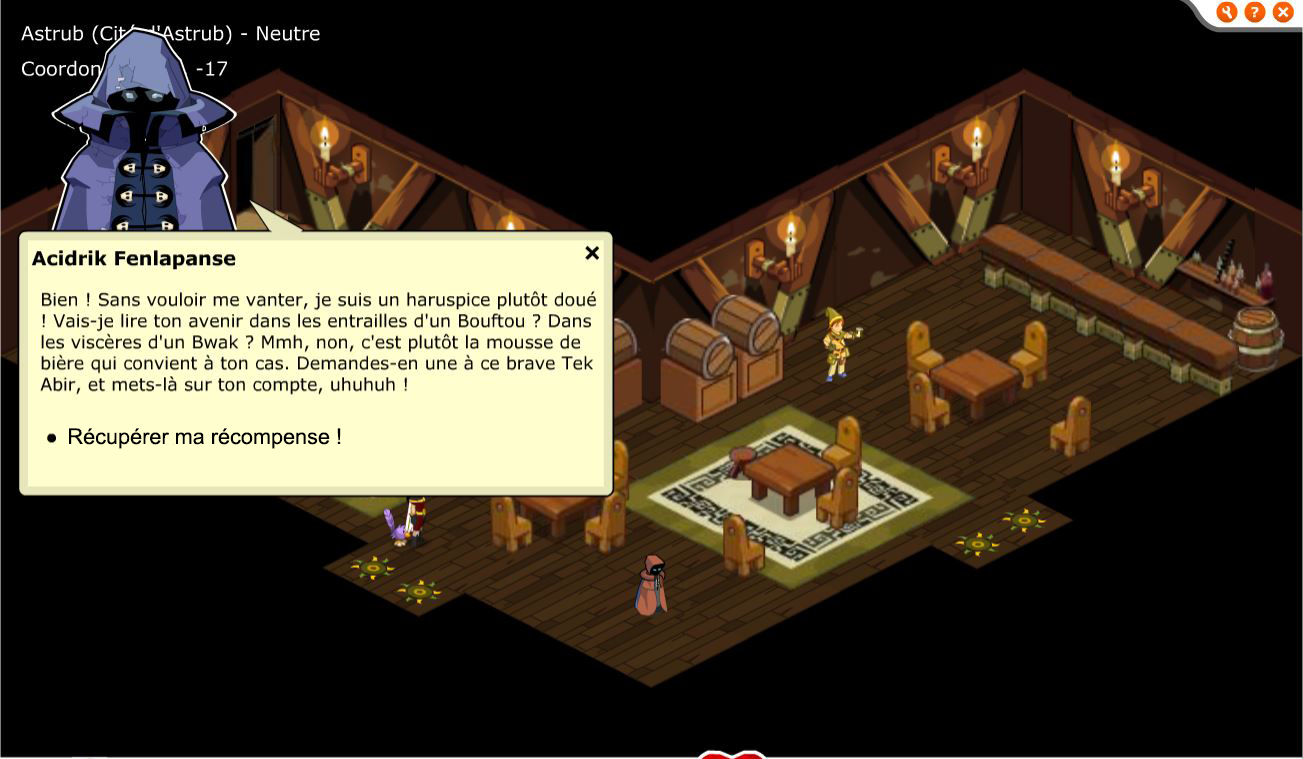 Astrub (Cité d'Astrub) - Neutre
Coordon -17
Acidrik Fenlapanse
Bien ! Sans vouloir me vanter, je suis un haruspice plutôt doué
! Vais-je lire ton avenir dans les entrailles d'un Bouftou ? Dans
les viscères d'un Bwak ? Mmh, non, c'est plutôt la mousse de
bière qui convient à ton cas. Demandes-en une à ce brave Tek
Abir, et mets-là sur ton compte, uhuhuh !
● Récupérer ma récompense !